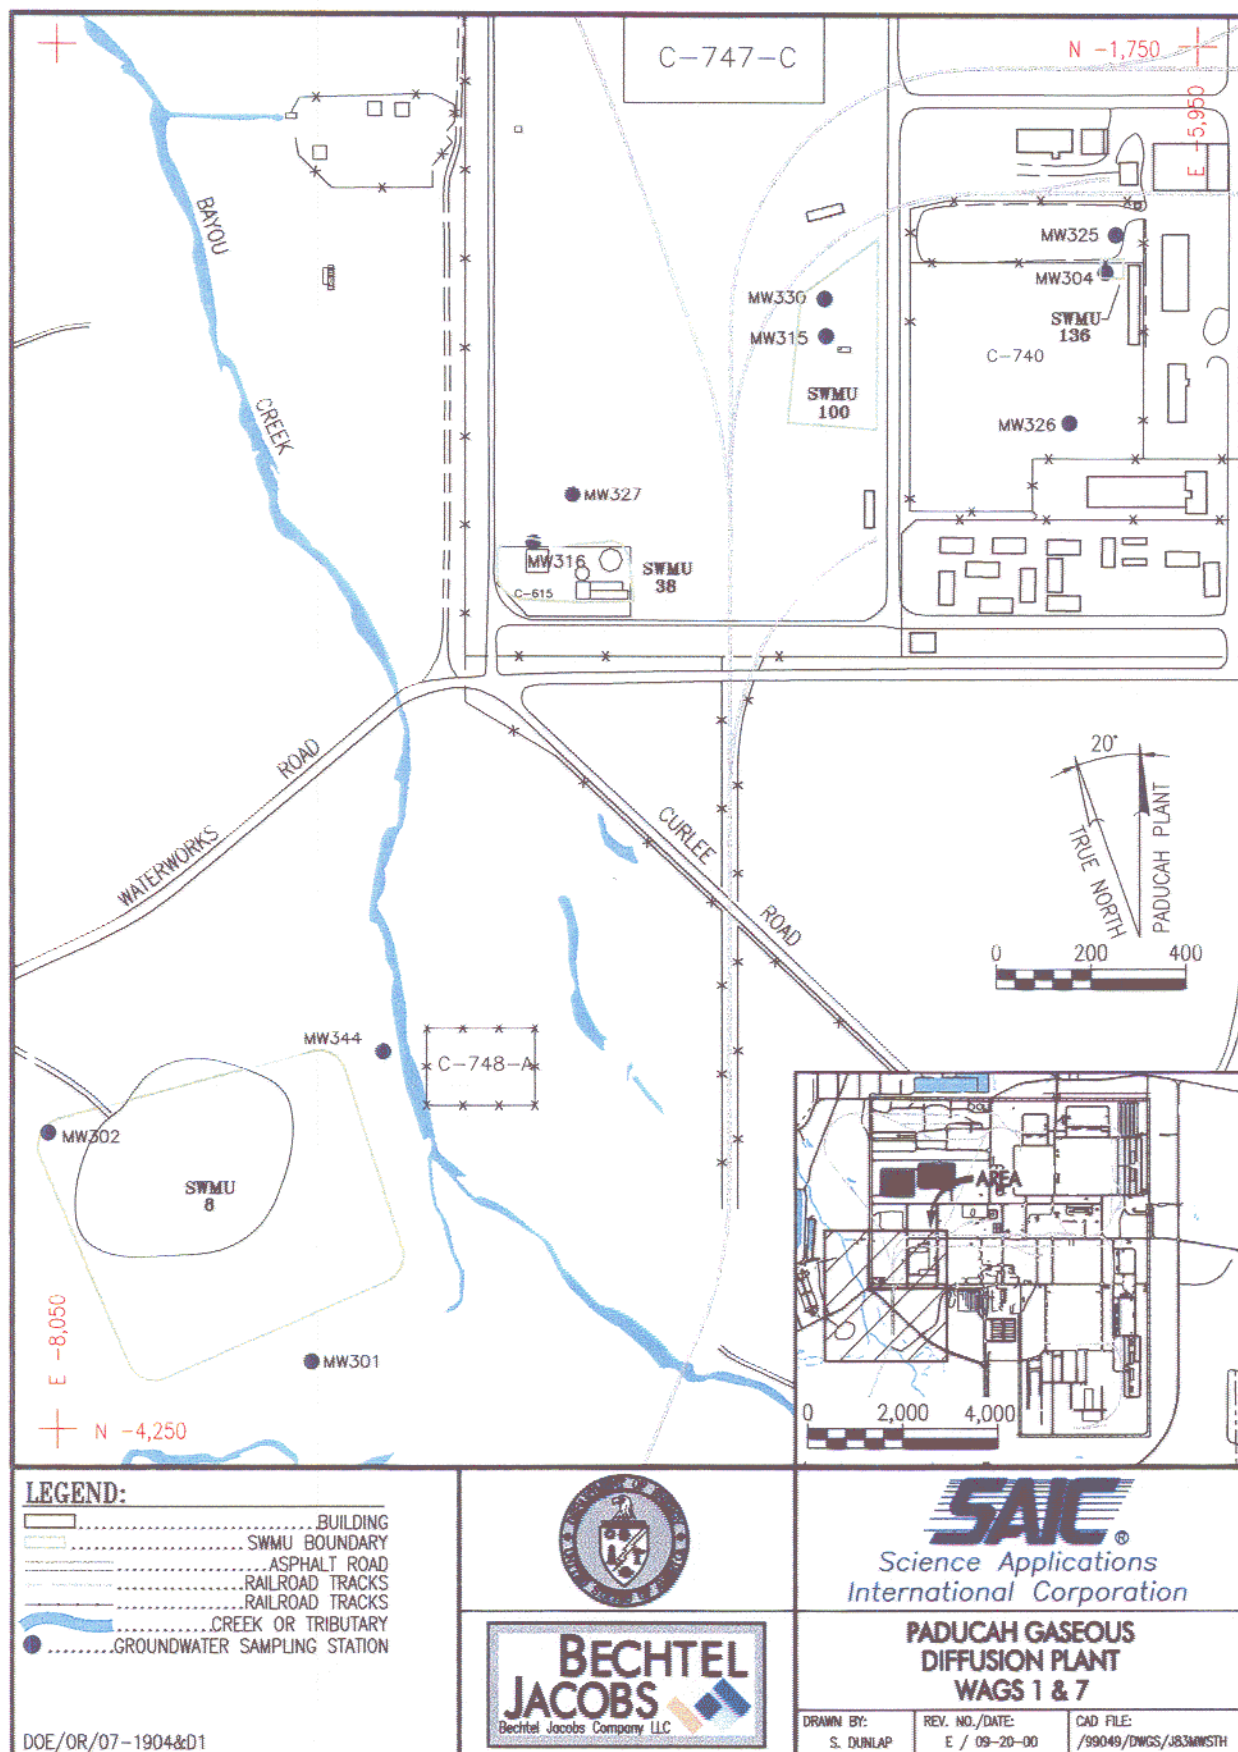 C-747-C
N -1,750
E -5,950
BAYOU
CREEK
MW325
MW304
MW330
MW315
SWMU
136
C-740
SWMU
100
MW326
MW327
MW316
C-615
SWMU
38
WATERWORKS
ROAD
CURLEE
ROAD
20°
TRUE NORTH
PADUCAH PLANT
0 200 400
MW344
C-748-A
MW302
SWMU
8
AREA
E -8,050
MW301
N -4,250
0 2,000 4,000
LEGEND:
BUILDING
SWMU BOUNDARY
ASPHALT ROAD
RAILROAD TRACKS
RAILROAD TRACKS
CREEK OR TRIBUTARY
GROUNDWATER SAMPLING STATION
DOE/OR/07-1904&D1
BECHTEL
JACOBS
Bechtel Jacobs Company LLC
SAIC®
Science Applications
International Corporation
PADUCAH GASEOUS
DIFFUSION PLANT
WAGS 1 & 7
DRAWN BY:
S. DUNLAP
REV. NO./DATE:
E / 09-20-00
CAD FILE:
/99049/DWGS/J83MWSTH